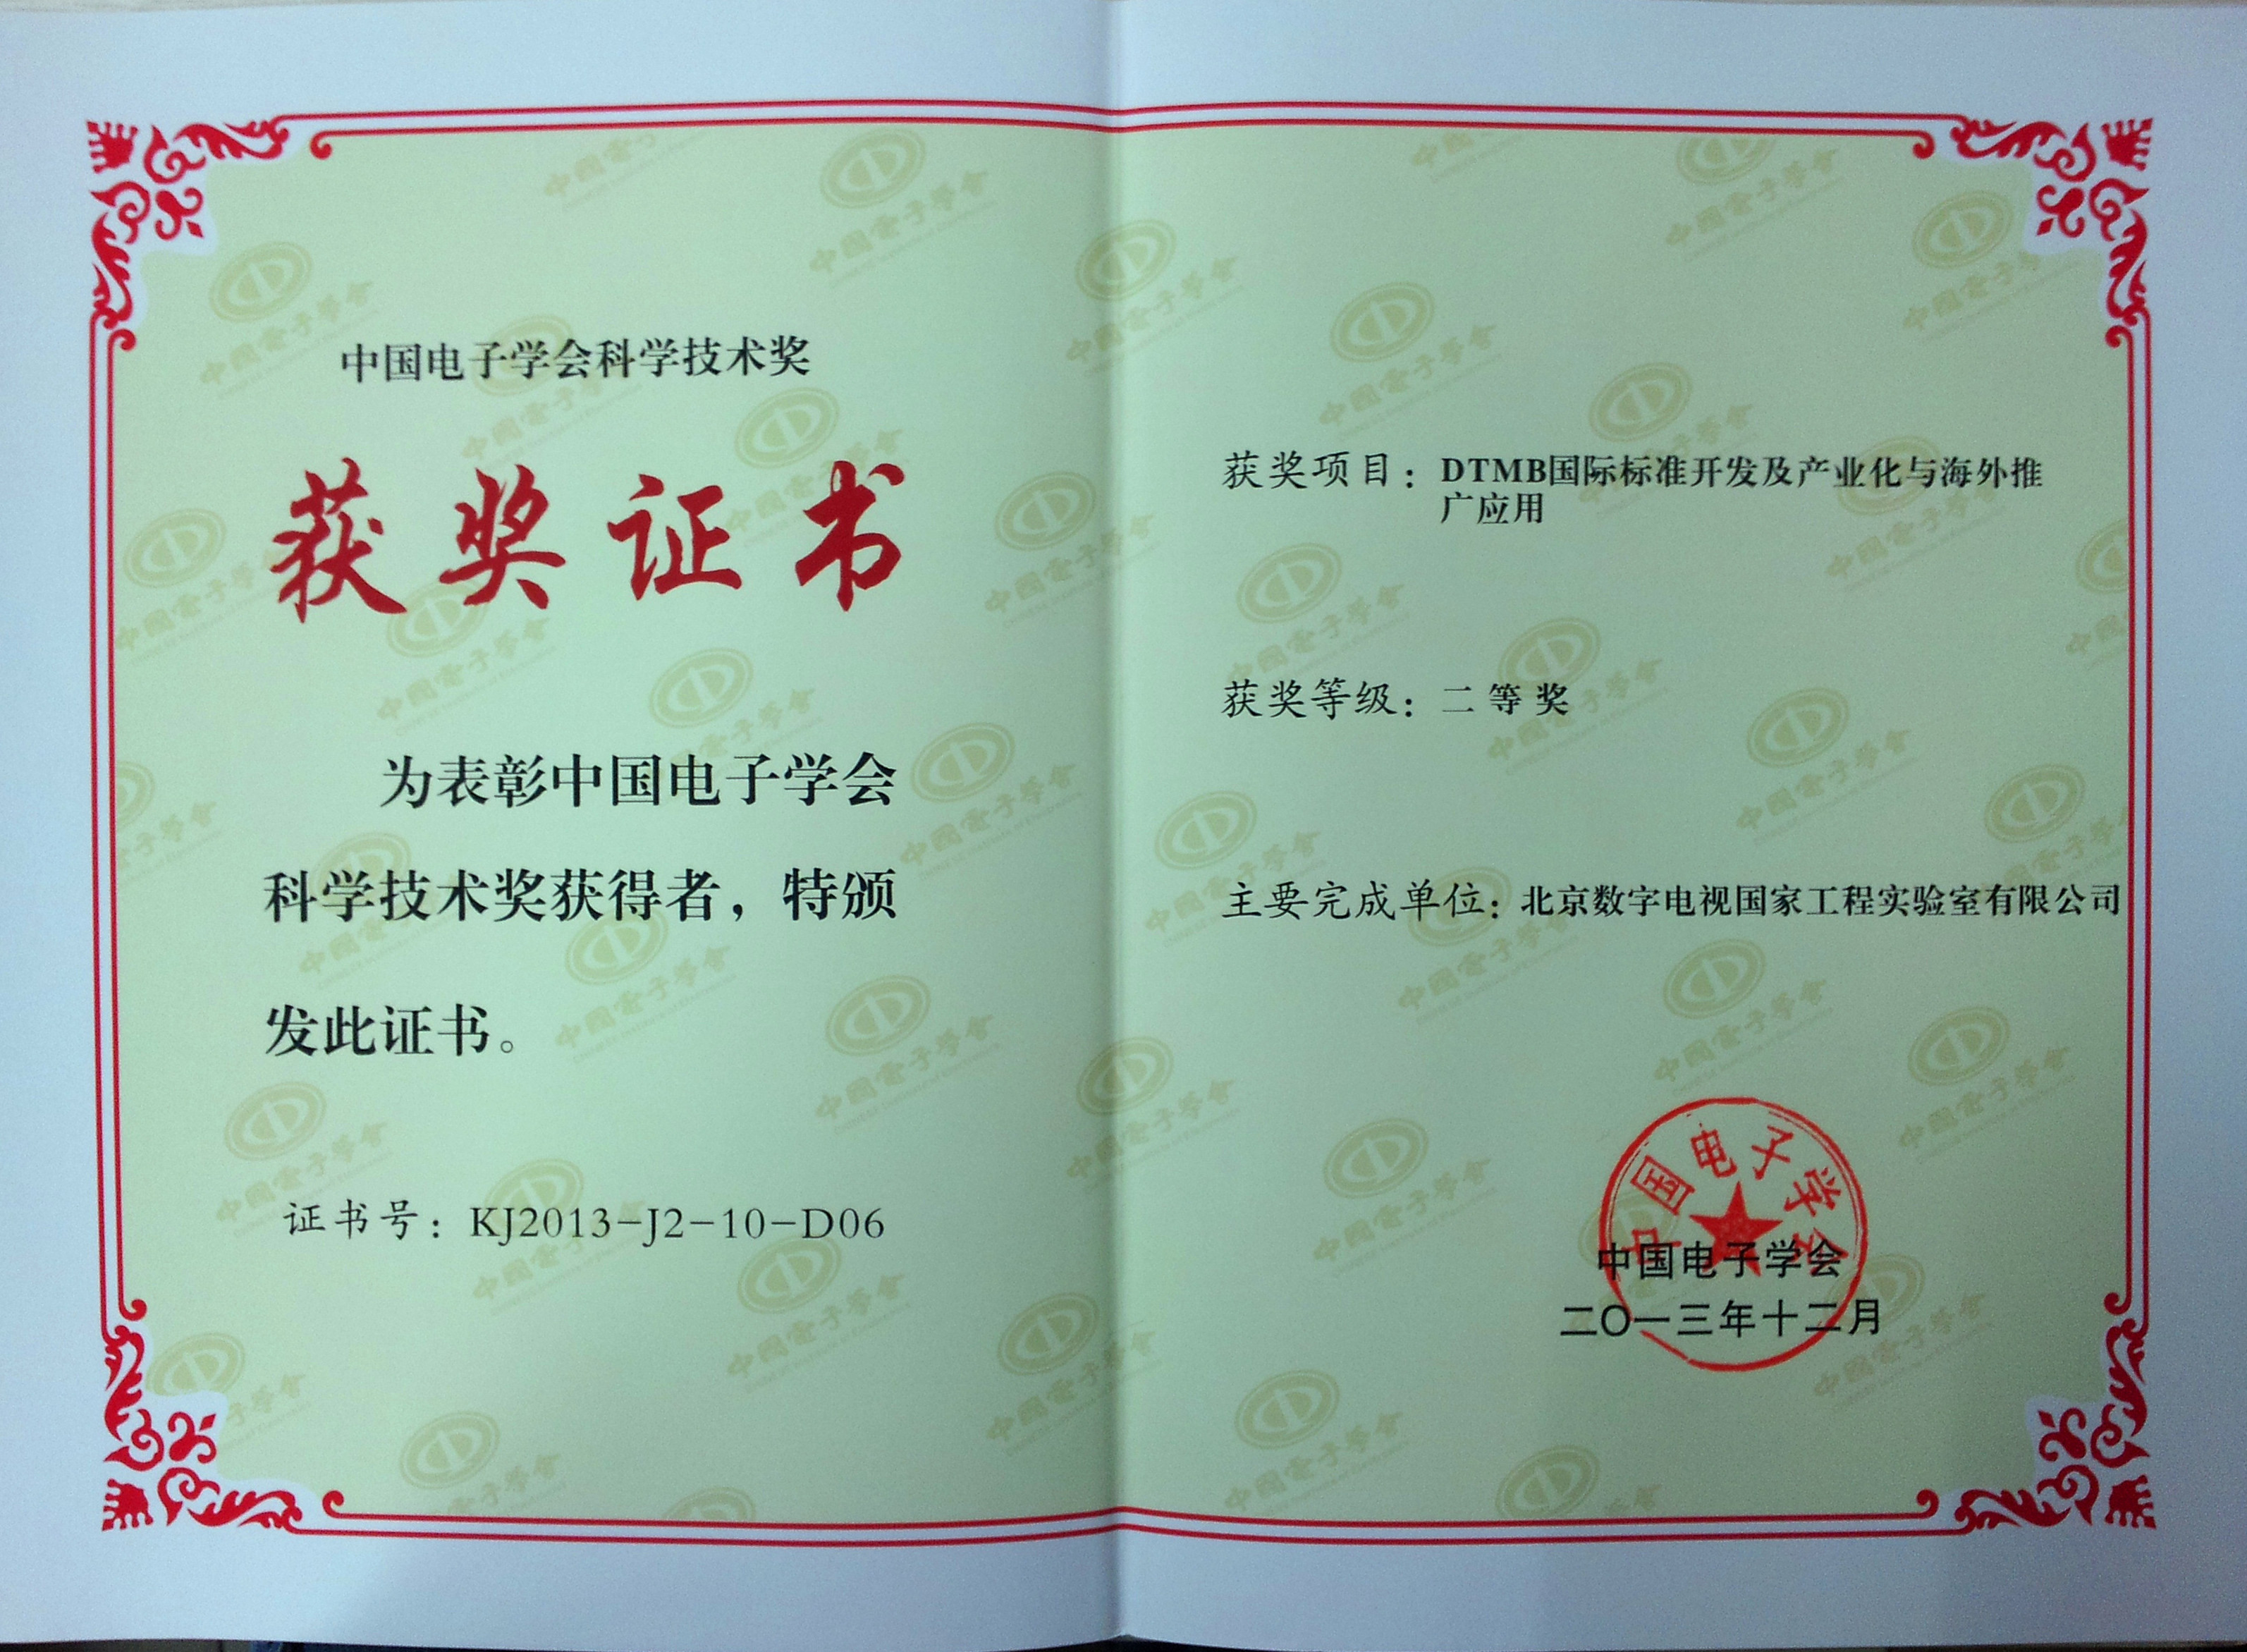 中国电子学会科学技术奖
获奖证书
为表彰中国电子学会
科学技术奖获得者，特颁
发此证书。
证书号：KJ2013-J2-10-D06
获奖项目：DTMB国际标准开发及产业化与海外推
广应用
获奖等级：二等奖
主要完成单位：北京数字电视国家工程实验室有限公司
中国电子学会
中国电子学会
二〇一三年十二月